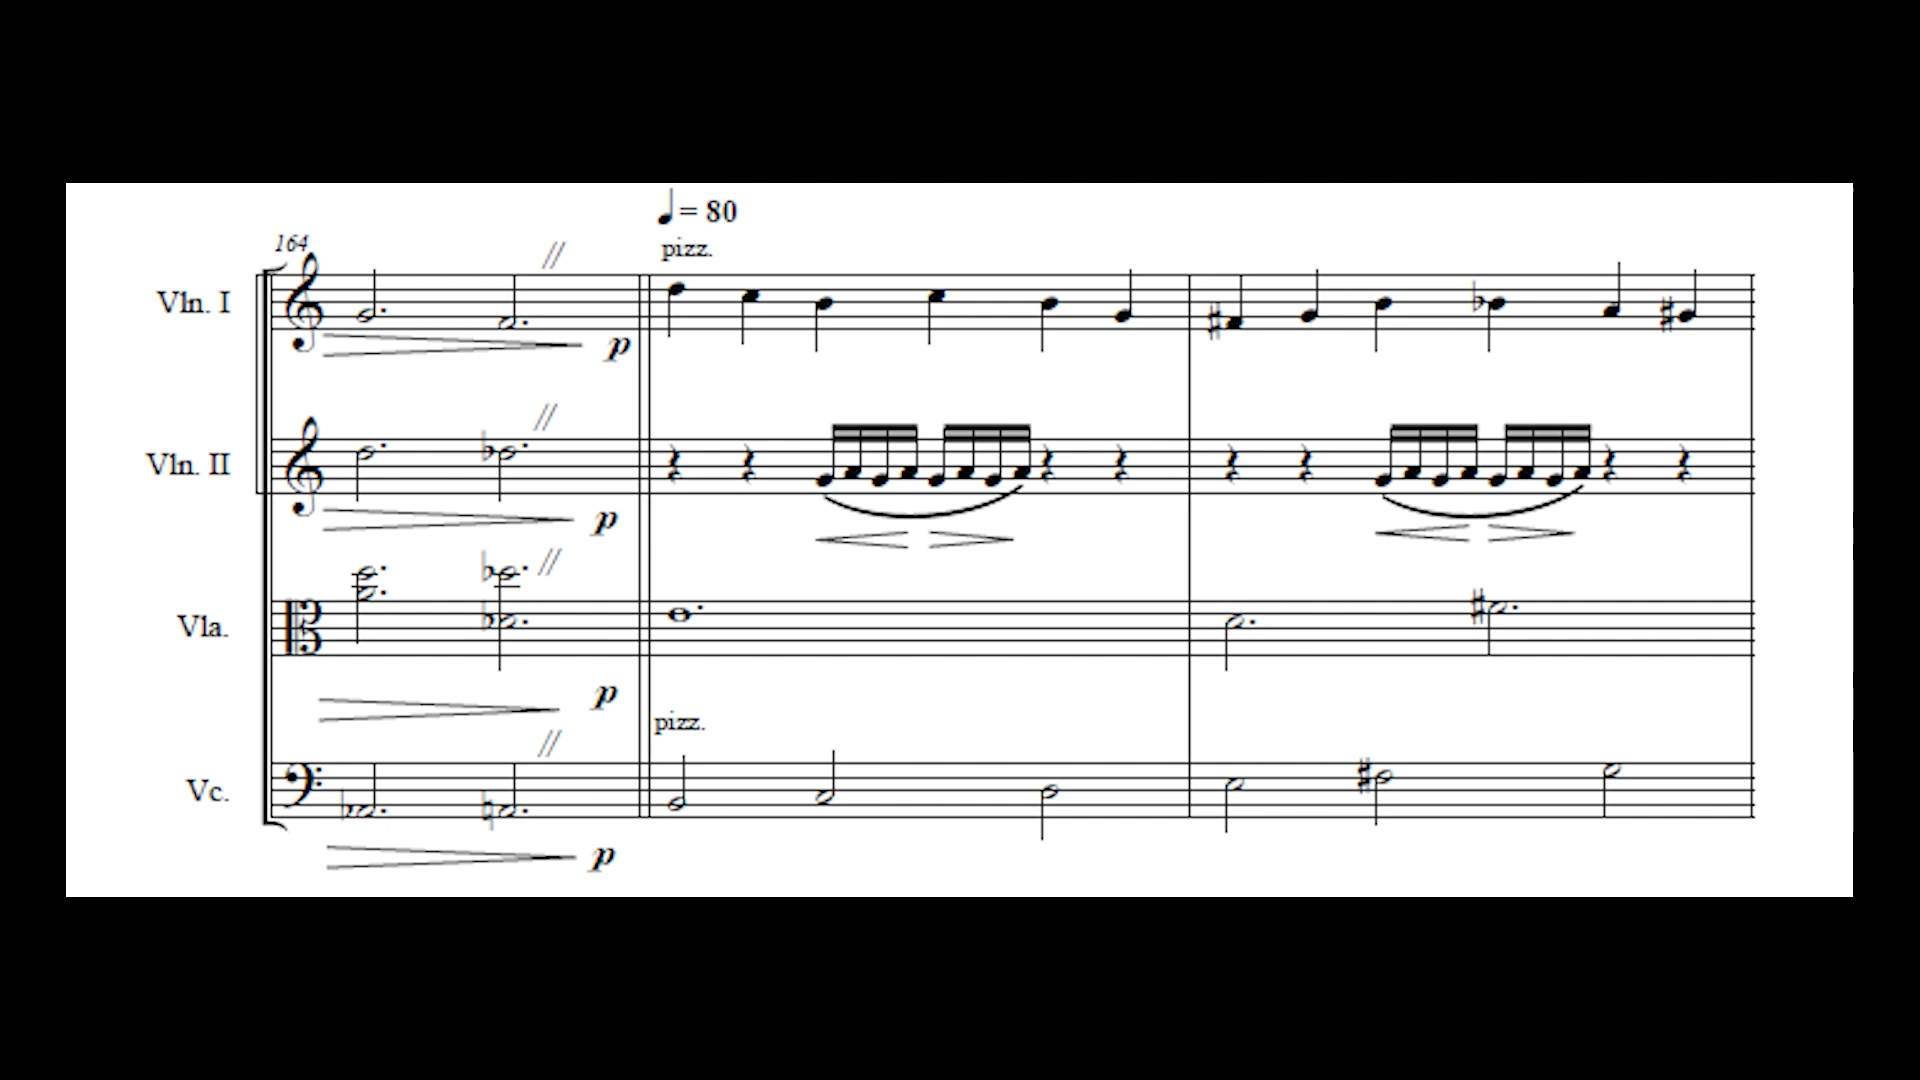 ♩ = 80
pizz.
164
Vln. I
p
Vln. II
p
Vla.
p
pizz.
Vc.
p